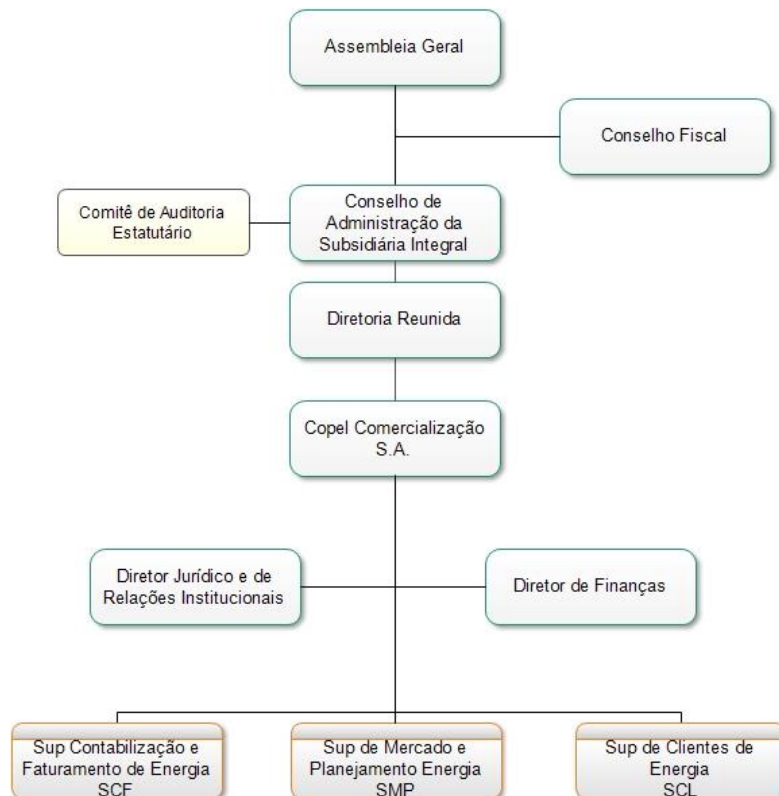 Assembleia Geral
Conselho Fiscal
Comitê de Auditoria
Estatutário
Conselho de
Administração da
Subsidiária Integral
Diretoria Reunida
Copel Comercialização
S.A.
Diretor Jurídico e de
Relações Institucionais
Diretor de Finanças
Sup Contabilização e
Faturamento de Energia
SCF
Sup de Mercado e
Planejamento Energia
SMP
Sup de Clientes de
Energia
SCL